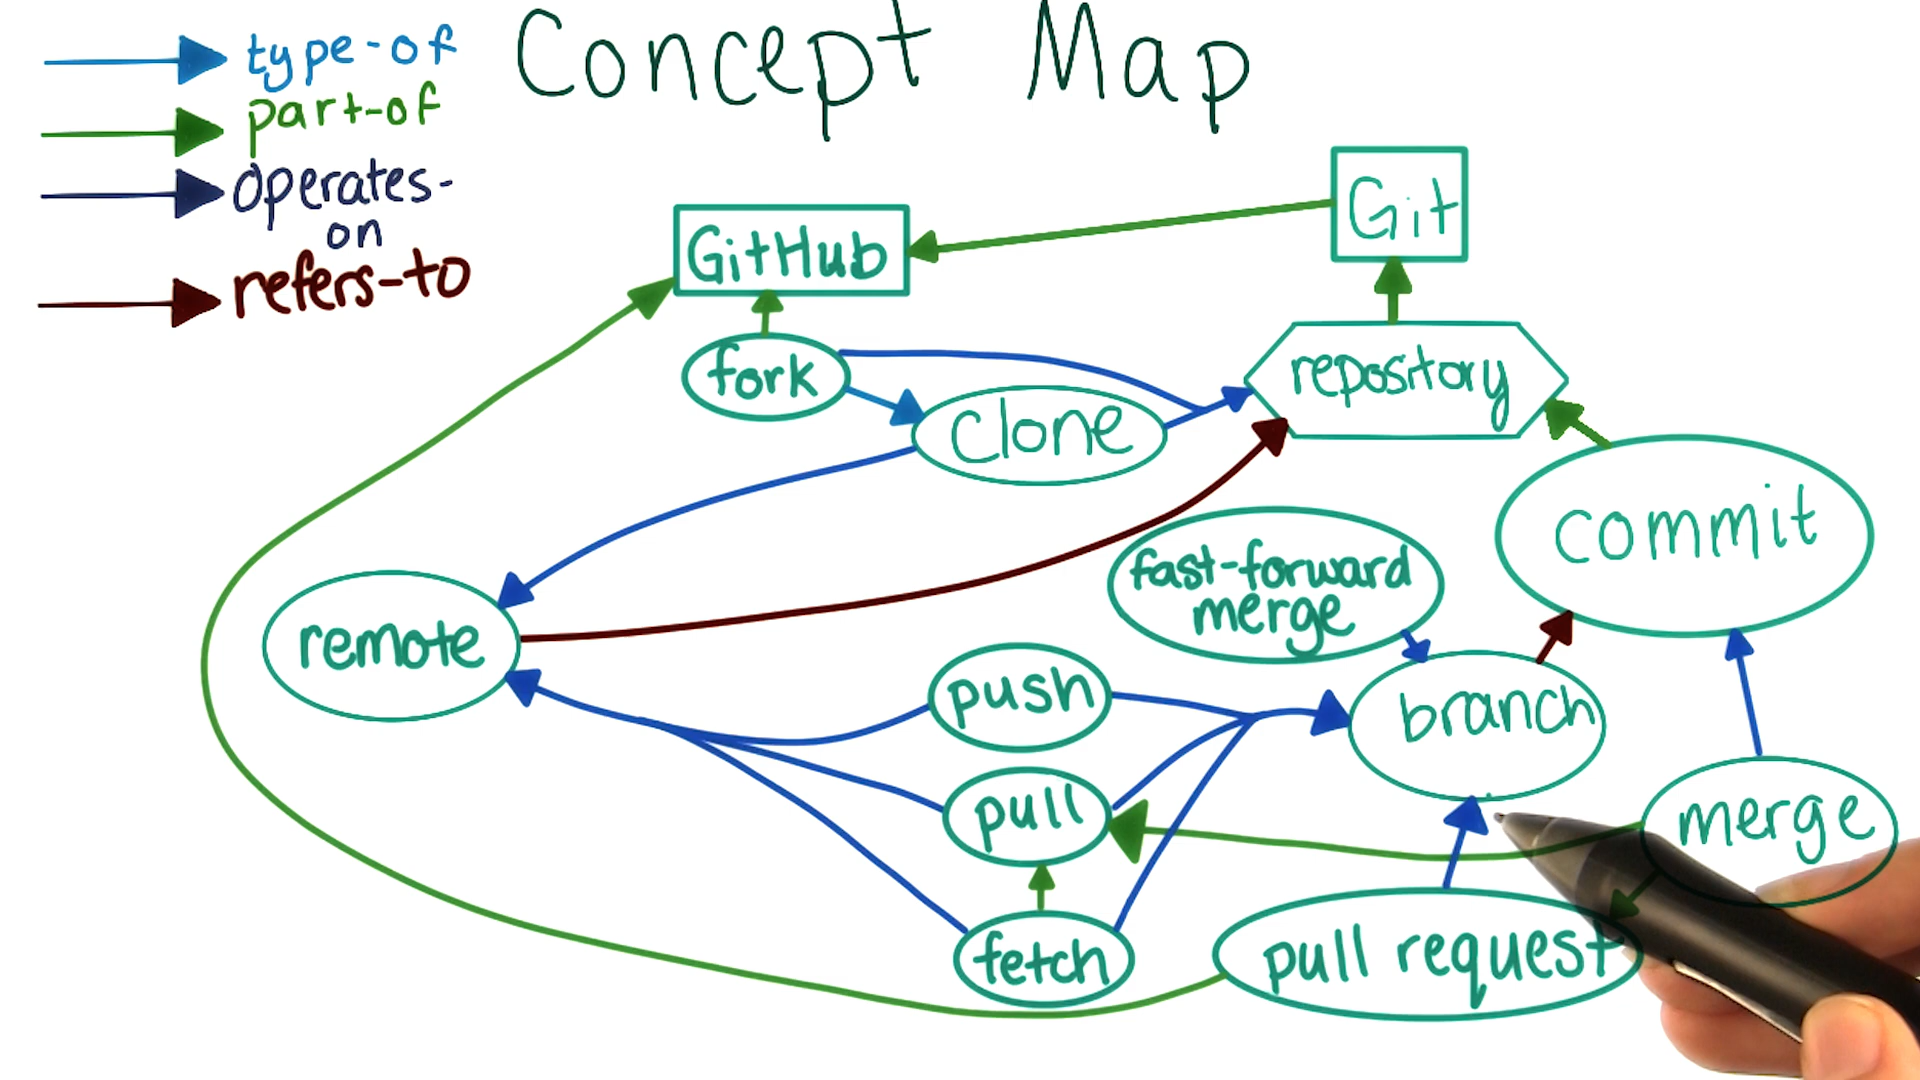 Concept Map
type-of
part-of
operates-
on
refers-to
Git
GitHub
fork
repository
Clone
commit
fast-forward
merge
remote
push
branch
pull
merge
fetch
pull request